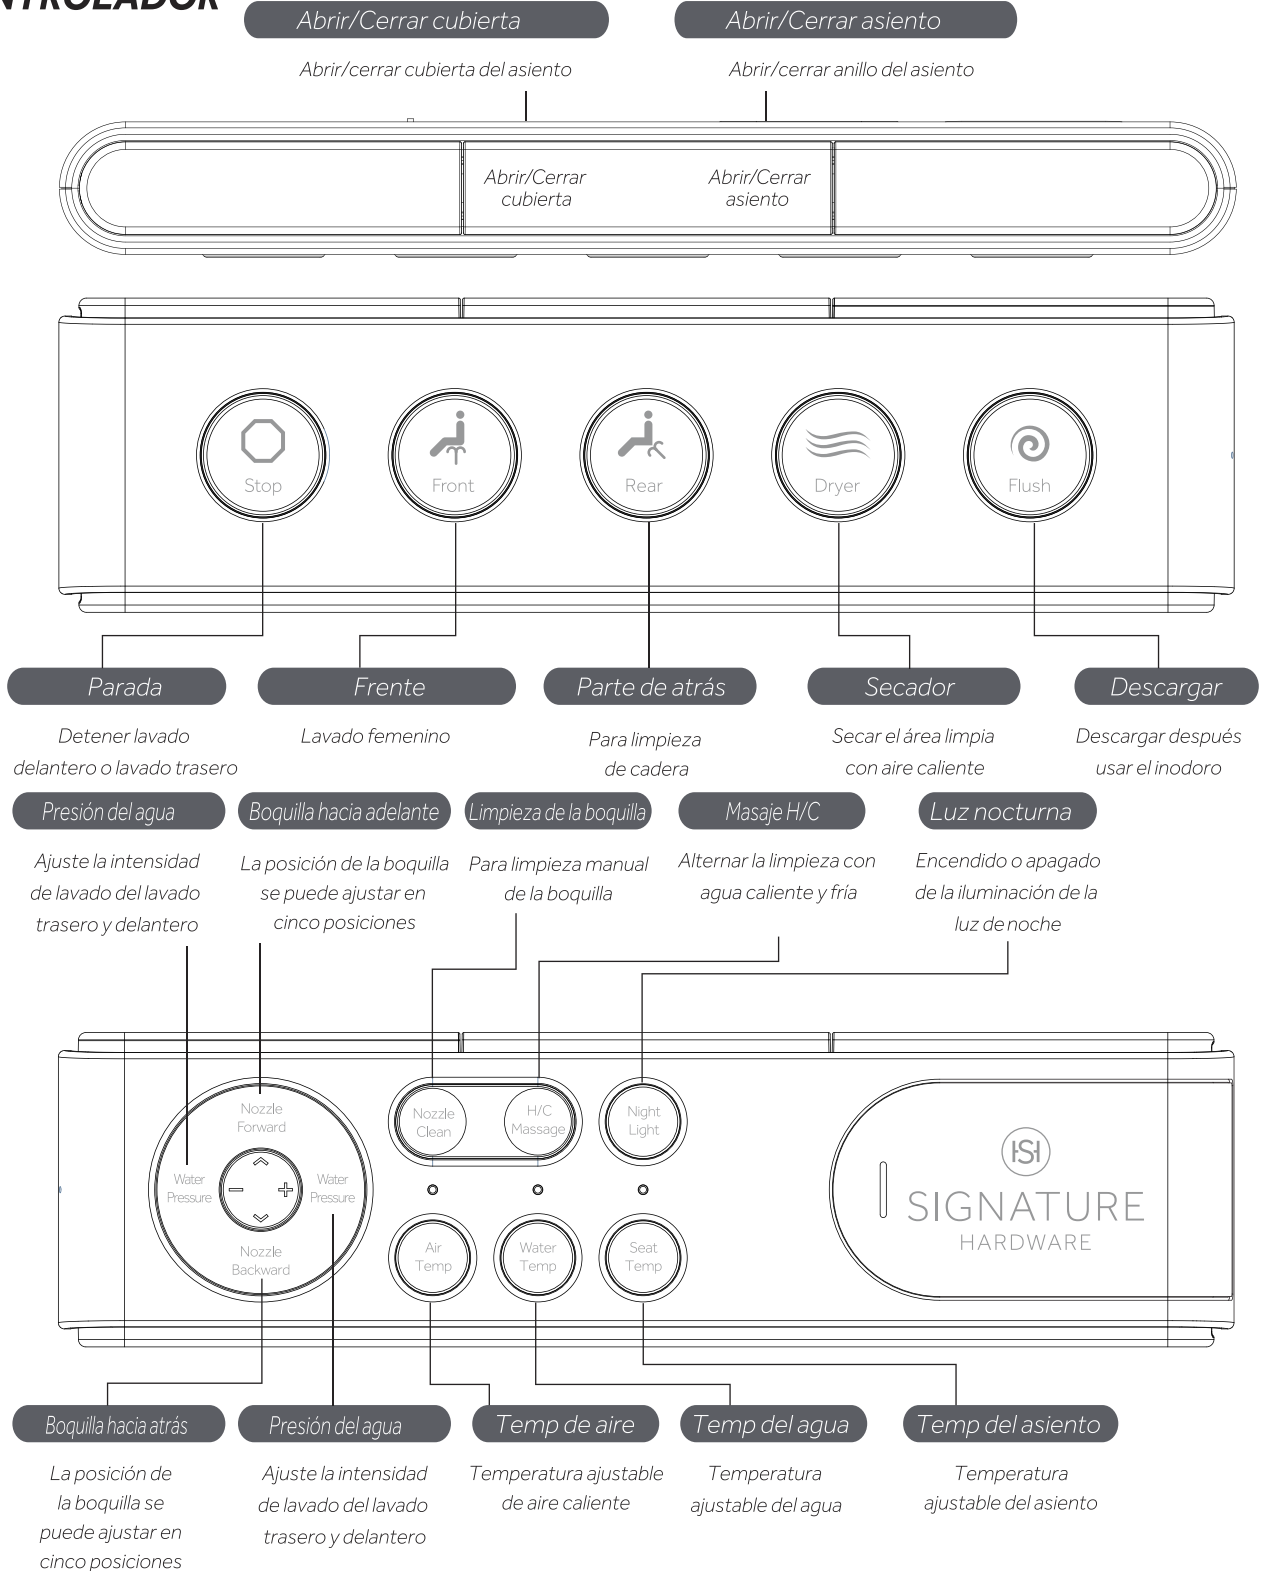 NTROLADOR
Abrir/Cerrar cubierta
Abrir/Cerrar asiento
Abrir/cerrar cubierta del asiento
Abrir/cerrar anillo del asiento
Abrir/Cerrar
cubierta
Abrir/Cerrar
asiento
Stop
Front
Rear
Dryer
Flush
Parada
Frente
Parte de atrás
Secador
Descargar
Detener lavado
delantero o lavado trasero
Lavado femenino
Para limpieza
de cadera
Secar el área limpia
con aire caliente
Descargar después
usar el inodoro
Presión del agua
Boquilla hacia adelante
Limpieza de la boquilla
Masaje H/C
Luz nocturna
Ajuste la intensidad
de lavado del lavado
trasero y delantero
La posición de la boquilla
se puede ajustar en
cinco posiciones
Para limpieza manual
de la boquilla
Alternar la limpieza con
agua caliente y fría
Encendido o apagado
de la iluminación de la
luz de noche
Nozzle
Forward
Water
Pressure
Water
Pressure
Nozzle
Backward
Nozzle
Clean
H/C
Massage
Night
Light
Air
Temp
Water
Temp
Seat
Temp
SIGNATURE
HARDWARE
Boquilla hacia atrás
Presión del agua
Temp de aire
Temp del agua
Temp del asiento
La posición de
la boquilla se
puede ajustar en
cinco posiciones
Ajuste la intensidad
de lavado del lavado
trasero y delantero
Temperatura ajustable
de aire caliente
Temperatura
ajustable del agua
Temperatura
ajustable del asiento